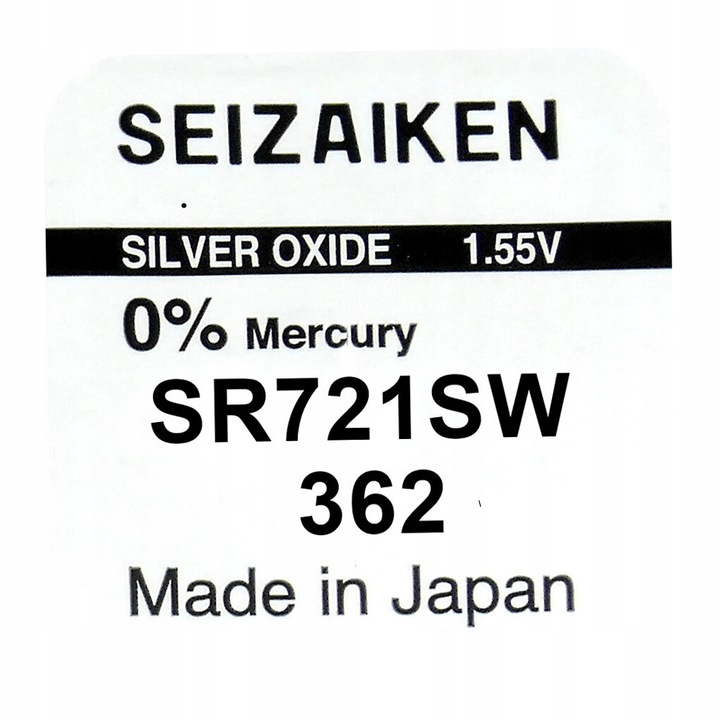 SEIZAIKEN
SILVER OXIDE 1.55V
0% Mercury
SR721SW
362
Made in Japan